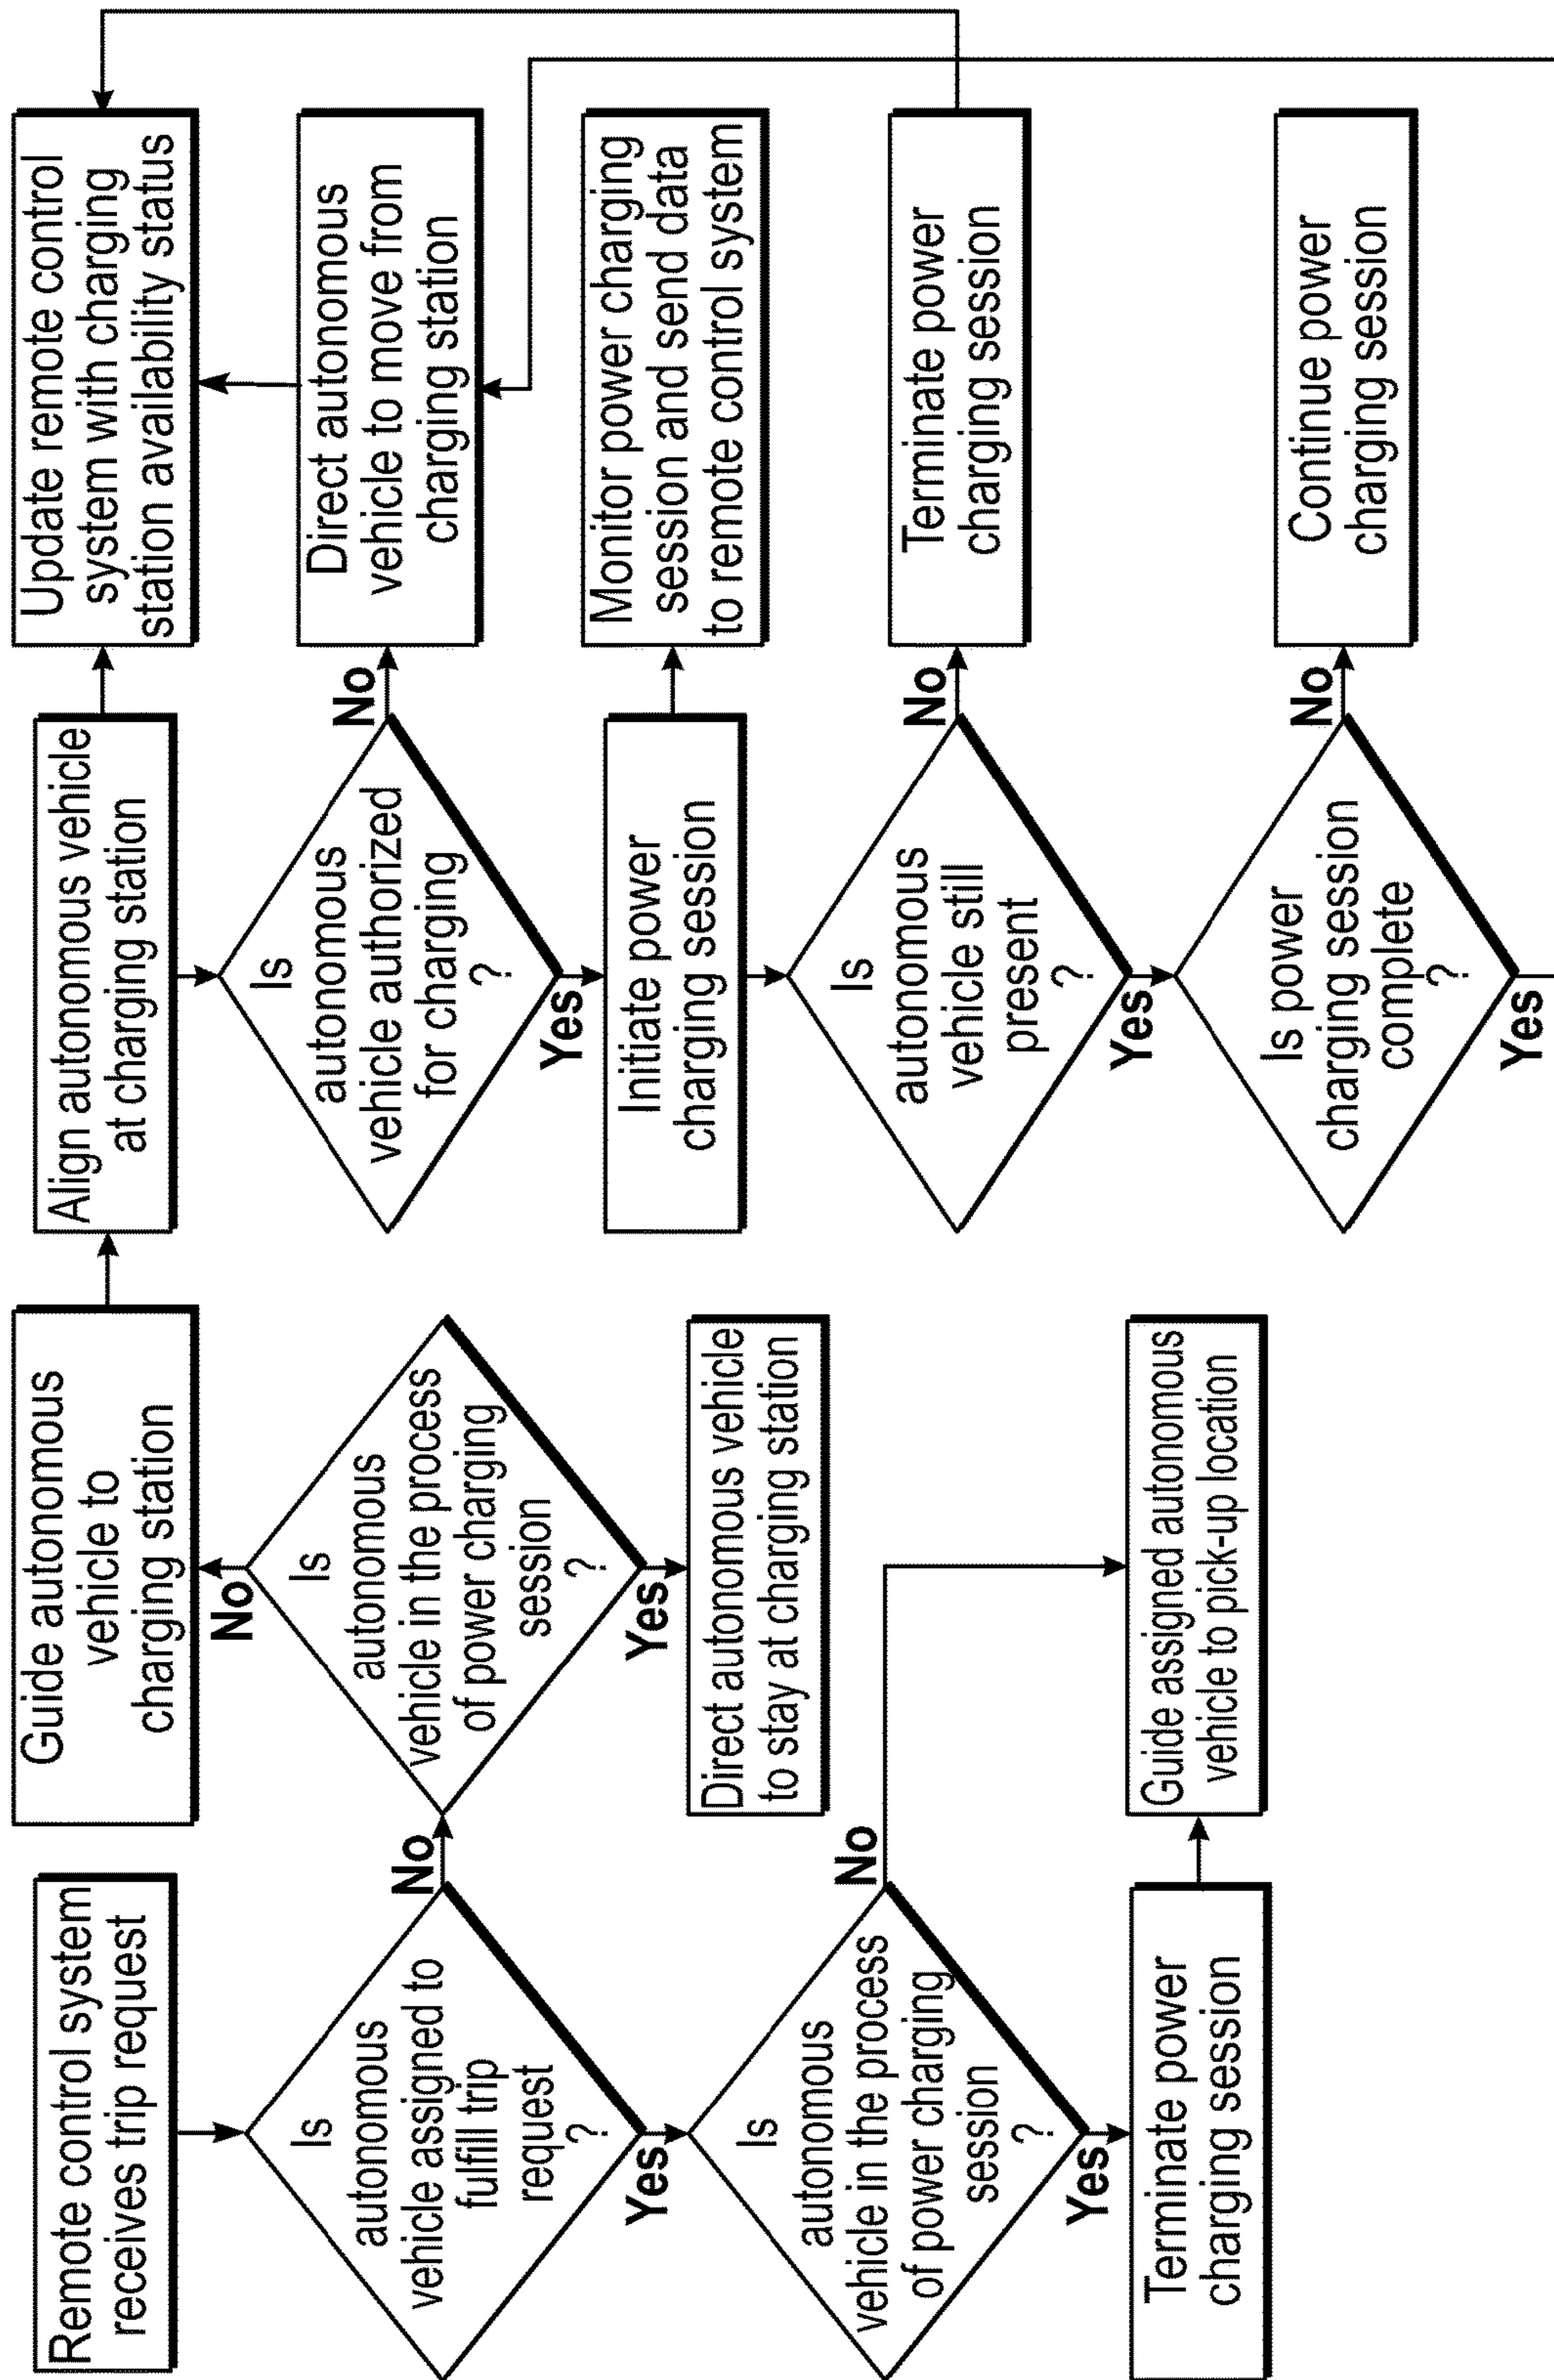 Remote control system
receives trip request
Is
autonomous
vehicle assigned to
fulfill trip
request
?
No
Yes
Is
autonomous
vehicle in the process
of power charging
session
?
No
Yes
Terminate power
charging session
Guide autonomous
vehicle to
charging station
No
Is
autonomous
vehicle in the process
of power charging
session
?
Yes
Direct autonomous vehicle
to stay at charging station
Guide assigned autonomous
vehicle to pick-up location
Align autonomous vehicle
at charging station
Is
autonomous
vehicle authorized
for charging
?
No
Yes
Initiate power
charging session
Is
autonomous
vehicle still
present
?
No
Yes
Is power
charging session
complete
?
No
Yes
Update remote control
system with charging
station availability status
Direct autonomous
vehicle to move from
charging station
Monitor power charging
session and send data
to remote control system
Terminate power
charging session
Continue power
charging session